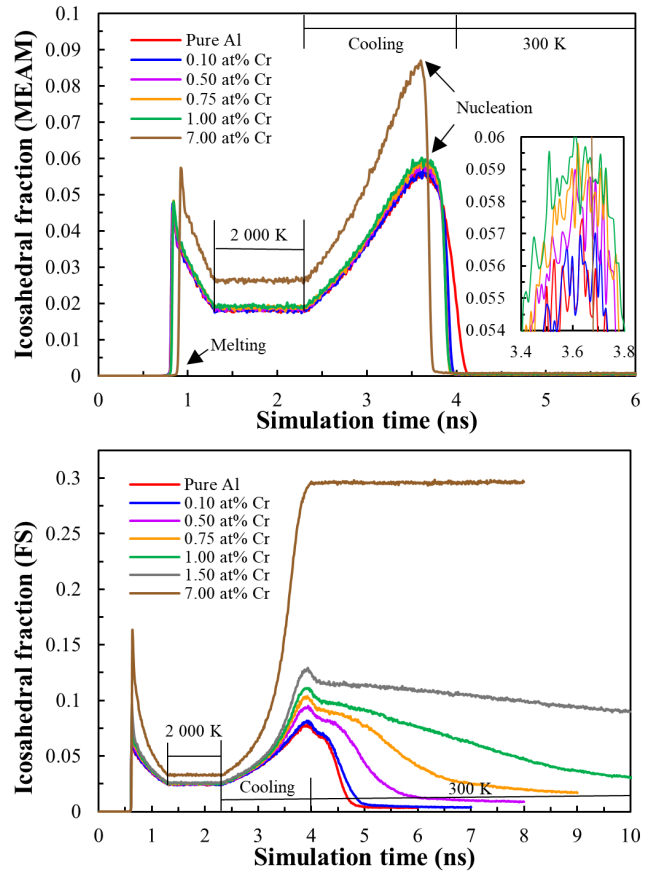 0.1
0.09
0.08
0.07
0.06
0.05
0.04
0.03
0.02
0.01
0
Icosahedral fraction (MEAM)
Pure Al
0.10 at% Cr
0.50 at% Cr
0.75 at% Cr
1.00 at% Cr
7.00 at% Cr
Cooling
300 K
Nucleation
2 000 K
Melting
0.06
0.059
0.058
0.057
0.056
0.055
0.054
3.4
3.6
3.8
0
1
2
3
4
5
6
Simulation time (ns)
0.3
0.25
0.2
0.15
0.1
0.05
0
Icosahedral fraction (FS)
Pure Al
0.10 at% Cr
0.50 at% Cr
0.75 at% Cr
1.00 at% Cr
1.50 at% Cr
7.00 at% Cr
2 000 K
Cooling
300 K
0
1
2
3
4
5
6
7
8
9
10
Simulation time (ns)